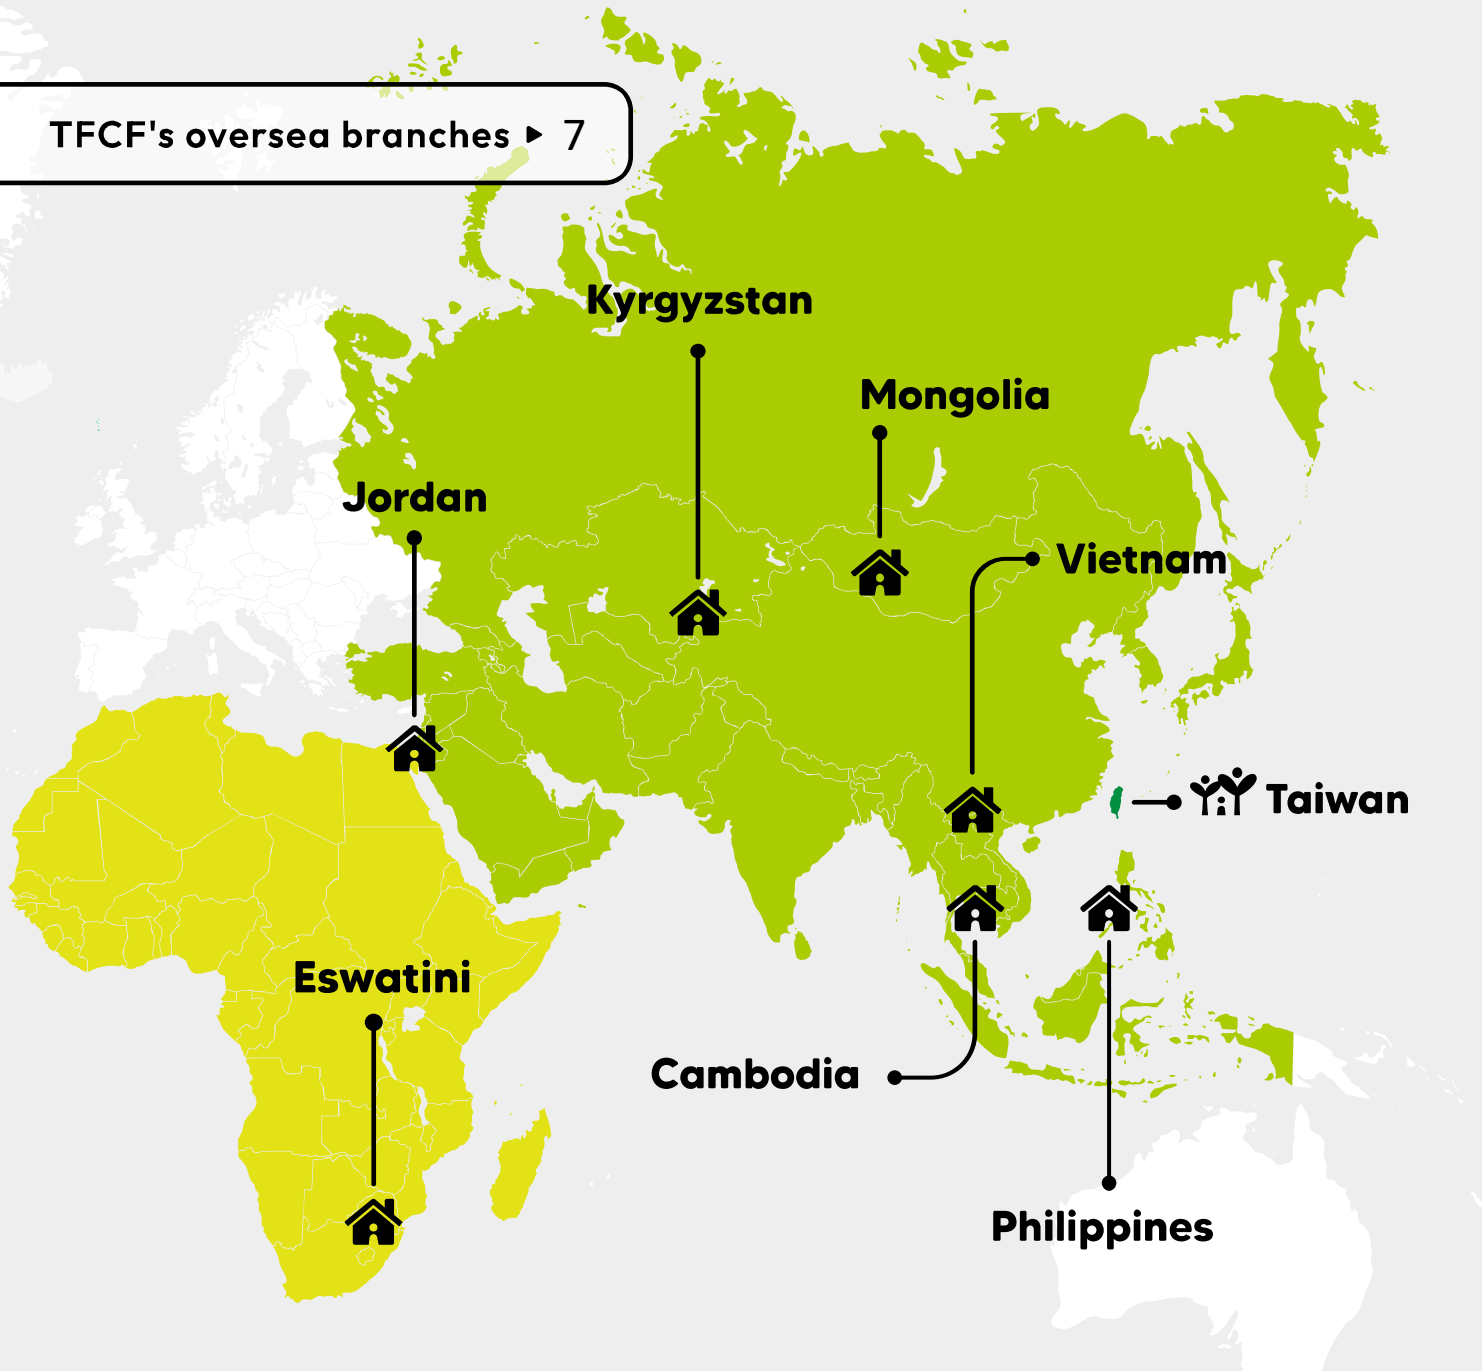 TFCF's oversea branches ▶ 7
Kyrgyzstan
Mongolia
Jordan
Vietnam
Taiwan
Eswatini
Cambodia
Philippines